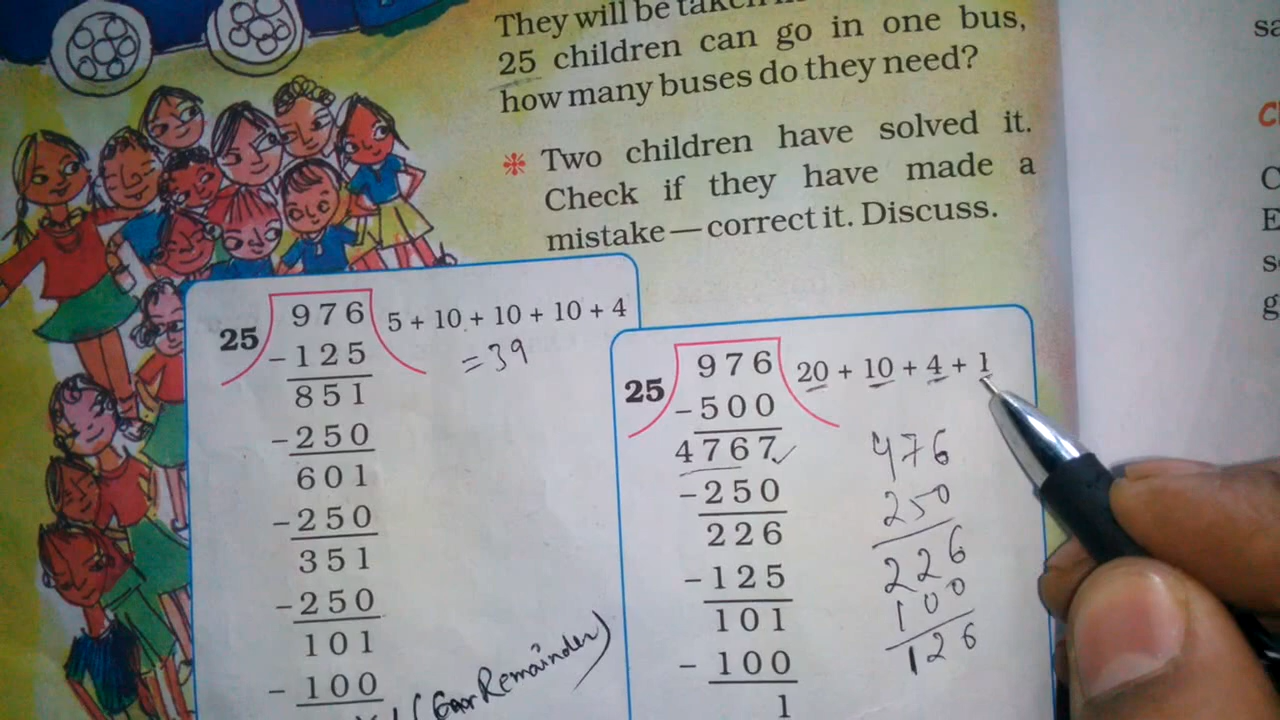 They will be taken
25 children can go in one bus,
how many buses do they need?
* Two children have solved it.
Check if they have made a
mistake—correct it. Discuss.
25 976 5 + 10 + 10 + 10 + 4
= 39
-125
851
-250
601
-250
351
-250
101
-100
1 (Remainder)
25 976 20 + 10 + 4 + 1
-500
4767
-250
226
-125
101
-100
1
476
250
226
100
126
sa
C
C
E
s
g